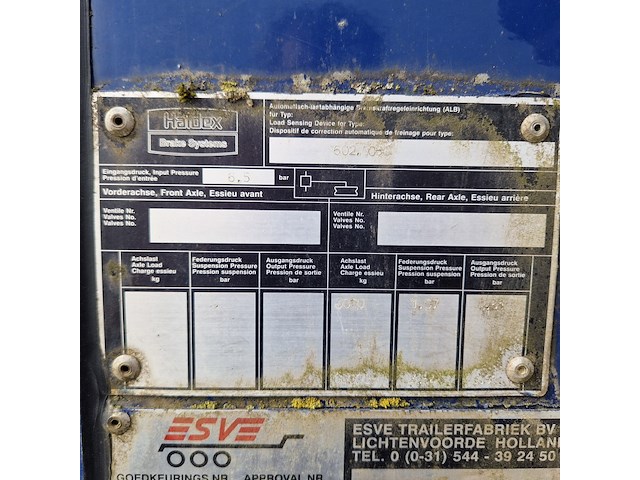 Haldex
Brake Systems
Automatisch-lastabhängige Bremskraftregeleinrichtung (ALB)
für Typ:
Load Sensing Device for Type:
Dispositif de correction automatique de freinage pour type:
Eingangsdruck, Input Pressure
Pression d'entrée
6.5 bar
Vorderachse, Front Axle, Essieu avant
Hinterachse, Rear Axle, Essieu arrière
Ventile Nr.
Valves No.
Valves No.
Ventile Nr.
Valves No.
Valves No.
Achslast
Axle Load
Charge essieu
kg
Federungsdruck
Suspension Pressure
Pression suspension
bar
Ausgangsdruck
Output Pressure
Pression de sortie
bar
Achslast
Axle Load
Charge essieu
kg
Federungsdruck
Suspension Pressure
Pression suspension
bar
Ausgangsdruck
Output Pressure
Pression de sortie
bar
ESVE
ESVE TRAILERFABRIEK BV
LICHTENVOORDE HOLLAN
TEL. 0 (0-31) 544 - 39 24 50
GOEDKEURINGS NR. APPROVAL NR.